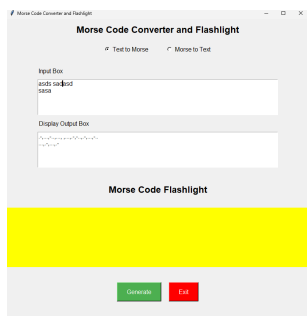 Morse Code Converter and Flashlight
Morse Code Converter and Flashlight
Text to Morse
Morse to Text
Input Box
asds sadasd
sasa
Display Output Box
Morse Code Flashlight
Generate
Exit